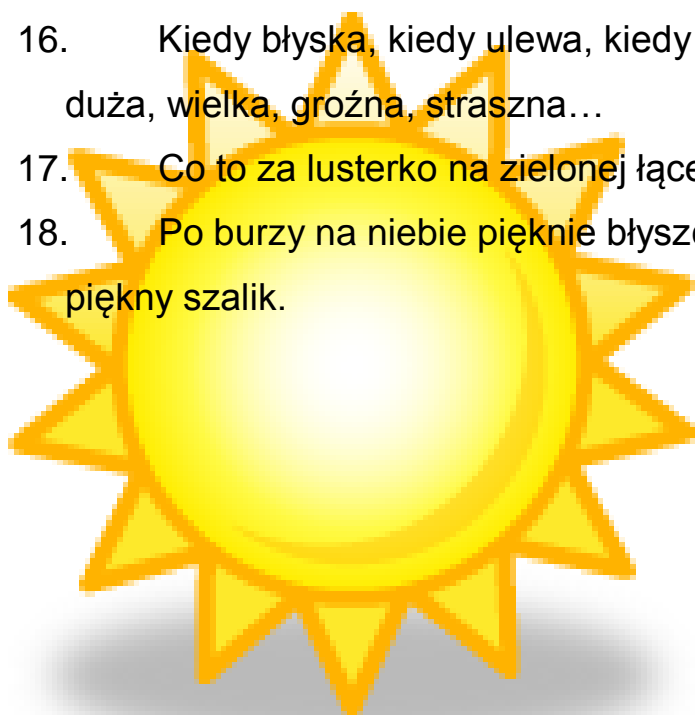 16. Kiedy błyska, kiedy ulewa, kiedy
duża, wielka, groźna, straszna…
17. Co to za lusterko na zielonej łące
18. Po burzy na niebie pięknie
piękny szalik.